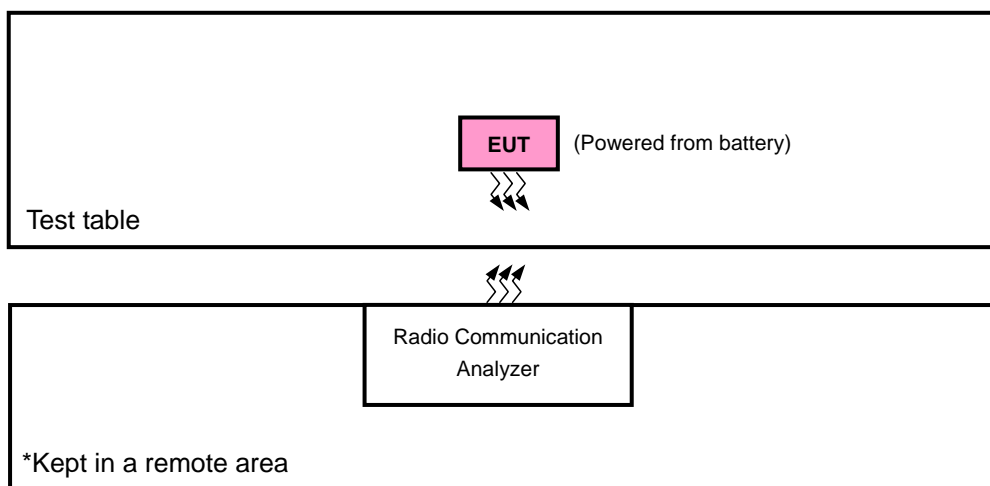 EUT
(Powered from battery)
Test table
Radio Communication
Analyzer
*Kept in a remote area